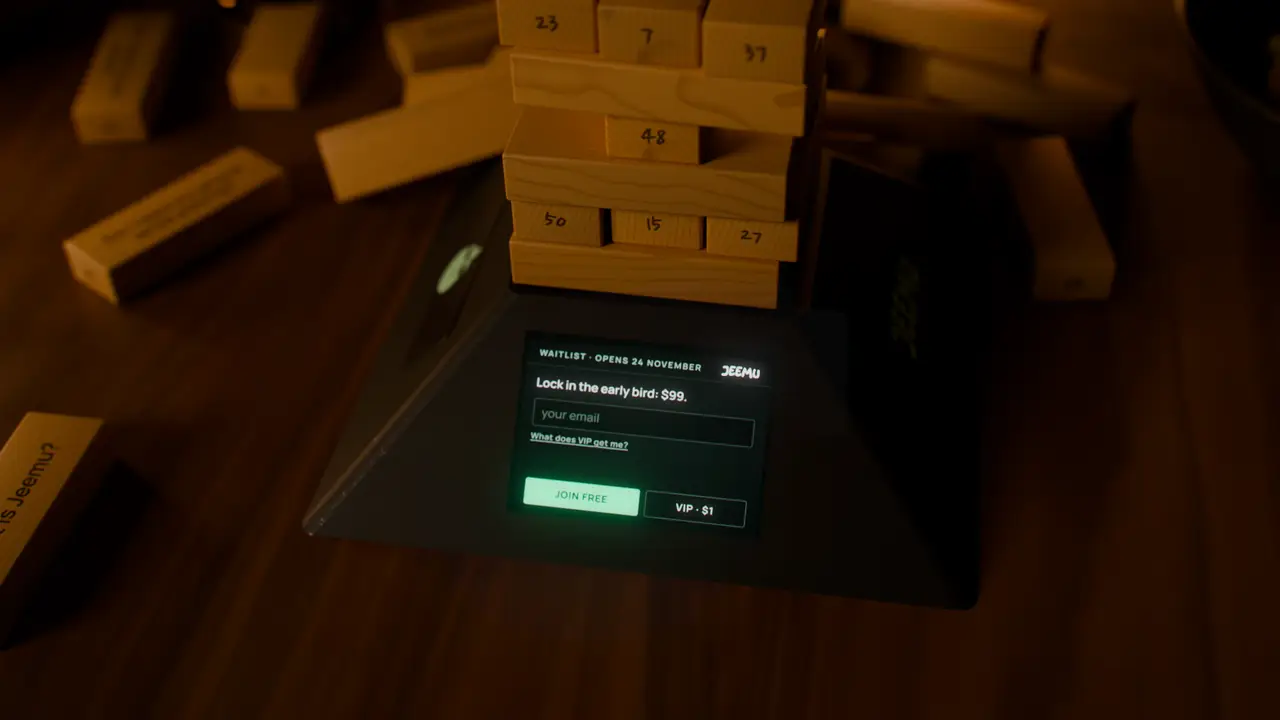 23
7
37
48
50
15
27
WAITLIST · OPENS 24 NOVEMBER
JEEMU
Lock in the early bird: $99.
your email
What does VIP get me?
JOIN FREE
VIP · $1
is Jeemu?